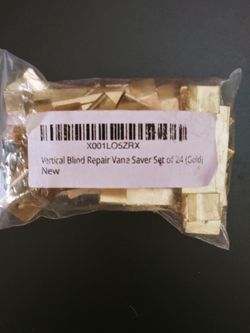 X001LO5ZRX
Vertical Blind Repair Vane Saver Set of 24 (Gold)
New